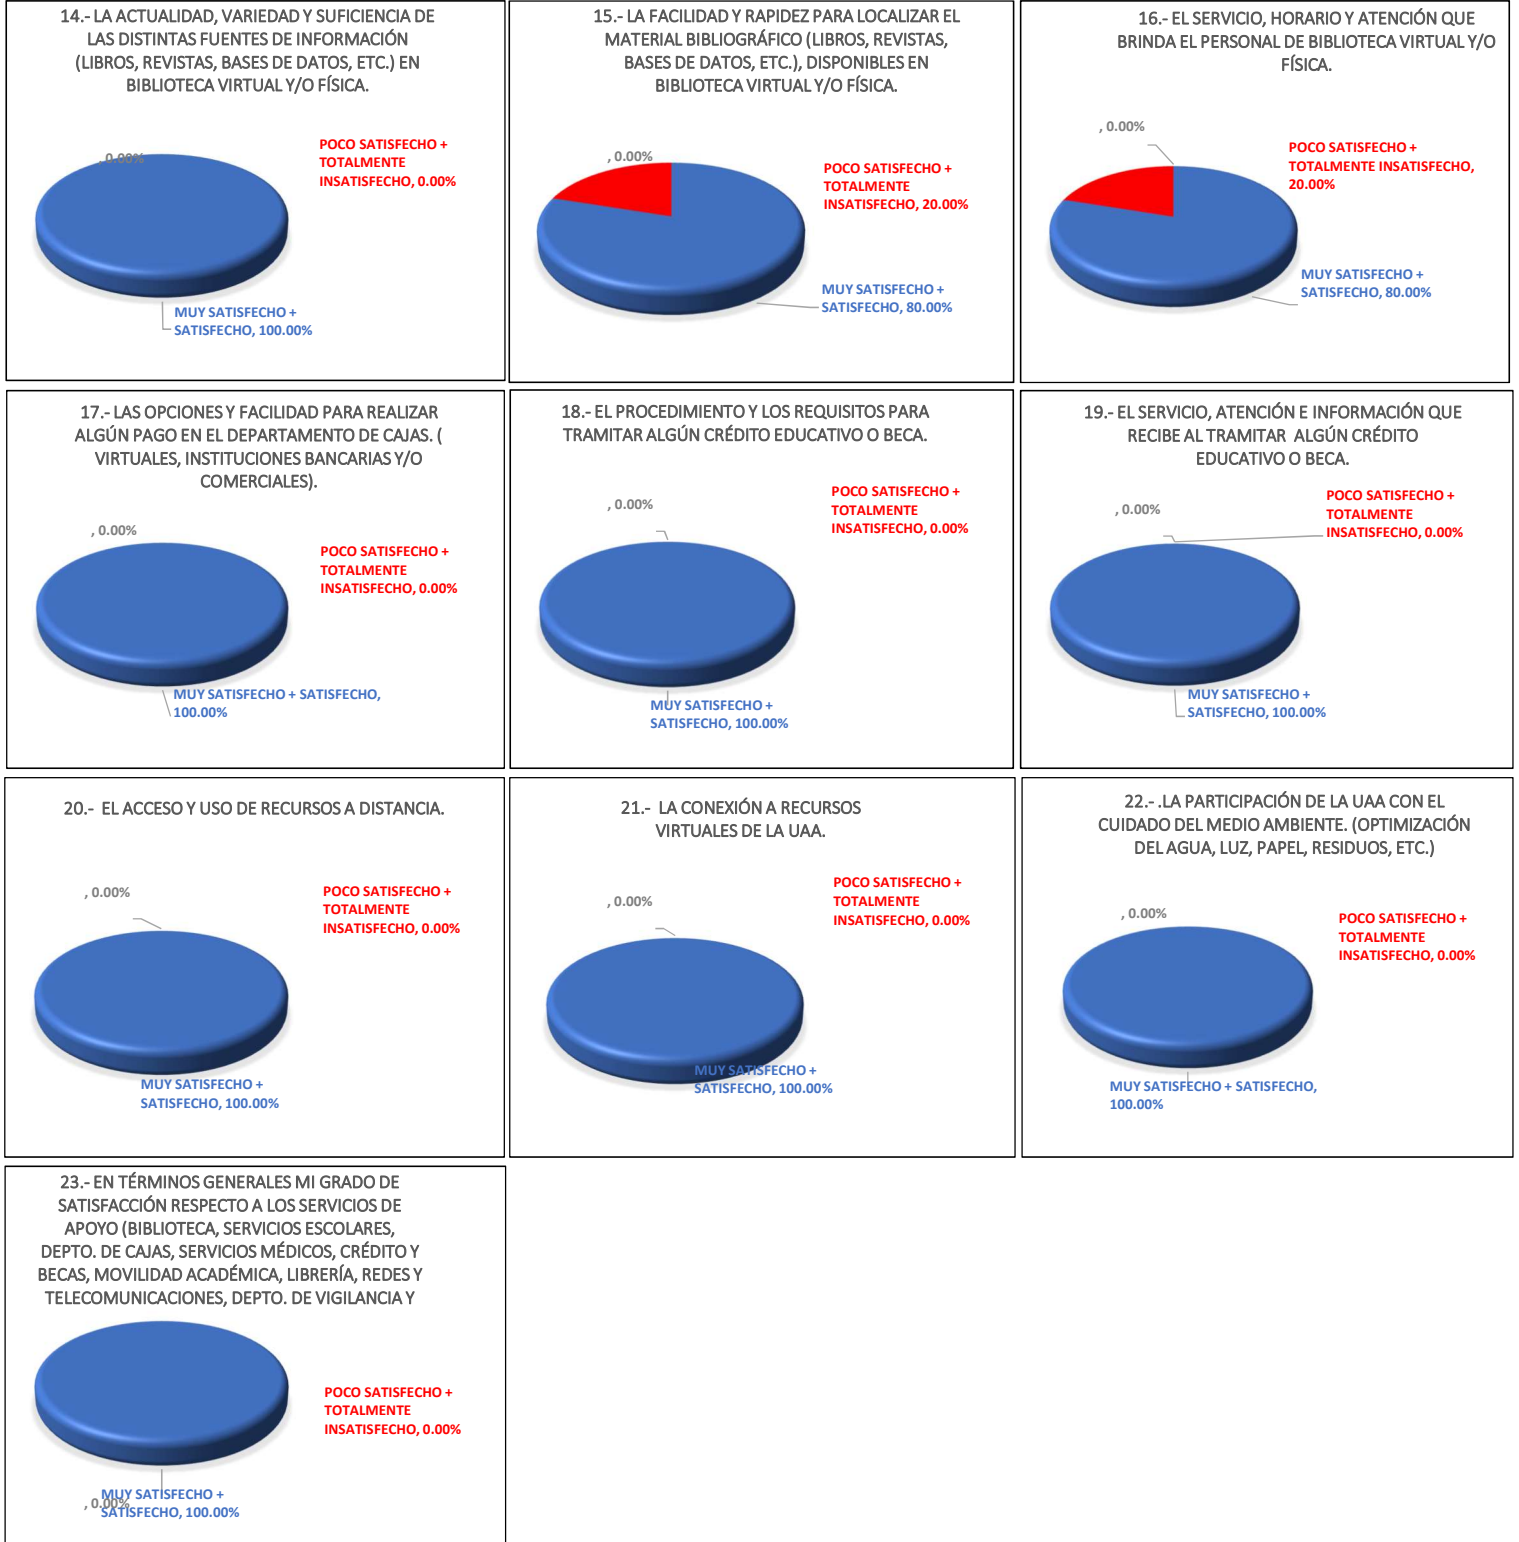 14.- LA ACTUALIDAD, VARIEDAD Y SUFICIENCIA DE
LAS DISTINTAS FUENTES DE INFORMACIÓN
(LIBROS, REVISTAS, BASES DE DATOS, ETC.) EN
BIBLIOTECA VIRTUAL Y/O FÍSICA.
, 0.00%
POCO SATISFECHO +
TOTALMENTE
INSATISFECHO, 0.00%
MUY SATISFECHO +
SATISFECHO, 100.00%
15.- LA FACILIDAD Y RAPIDEZ PARA LOCALIZAR EL
MATERIAL BIBLIOGRÁFICO (LIBROS, REVISTAS,
BASES DE DATOS, ETC.), DISPONIBLES EN
BIBLIOTECA VIRTUAL Y/O FÍSICA.
, 0.00%
POCO SATISFECHO +
TOTALMENTE
INSATISFECHO, 20.00%
MUY SATISFECHO +
SATISFECHO, 80.00%
16.- EL SERVICIO, HORARIO Y ATENCIÓN QUE
BRINDA EL PERSONAL DE BIBLIOTECA VIRTUAL Y/O
FÍSICA.
, 0.00%
POCO SATISFECHO +
TOTALMENTE INSATISFECHO,
20.00%
MUY SATISFECHO +
SATISFECHO, 80.00%
17.- LAS OPCIONES Y FACILIDAD PARA REALIZAR
ALGÚN PAGO EN EL DEPARTAMENTO DE CAJAS. (
VIRTUALES, INSTITUCIONES BANCARIAS Y/O
COMERCIALES).
, 0.00%
POCO SATISFECHO +
TOTALMENTE
INSATISFECHO, 0.00%
MUY SATISFECHO + SATISFECHO,
100.00%
18.- EL PROCEDIMIENTO Y LOS REQUISITOS PARA
TRAMITAR ALGÚN CRÉDITO EDUCATIVO O BECA.
, 0.00%
POCO SATISFECHO +
TOTALMENTE
INSATISFECHO, 0.00%
MUY SATISFECHO +
SATISFECHO, 100.00%
19.- EL SERVICIO, ATENCIÓN E INFORMACIÓN QUE
RECIBE AL TRAMITAR ALGÚN CRÉDITO
EDUCATIVO O BECA.
, 0.00%
POCO SATISFECHO +
TOTALMENTE
INSATISFECHO, 0.00%
MUY SATISFECHO +
SATISFECHO, 100.00%
20.- EL ACCESO Y USO DE RECURSOS A DISTANCIA.
, 0.00%
POCO SATISFECHO +
TOTALMENTE
INSATISFECHO, 0.00%
MUY SATISFECHO +
SATISFECHO, 100.00%
21.- LA CONEXIÓN A RECURSOS
VIRTUALES DE LA UAA.
, 0.00%
POCO SATISFECHO +
TOTALMENTE
INSATISFECHO, 0.00%
MUY SATISFECHO +
SATISFECHO, 100.00%
22.- .LA PARTICIPACIÓN DE LA UAA CON EL
CUIDADO DEL MEDIO AMBIENTE. (OPTIMIZACIÓN
DEL AGUA, LUZ, PAPEL, RESIDUOS, ETC.)
, 0.00%
POCO SATISFECHO +
TOTALMENTE
INSATISFECHO, 0.00%
MUY SATISFECHO + SATISFECHO,
100.00%
23.- EN TÉRMINOS GENERALES MI GRADO DE
SATISFACCIÓN RESPECTO A LOS SERVICIOS DE
APOYO (BIBLIOTECA, SERVICIOS ESCOLARES,
DEPTO. DE CAJAS, SERVICIOS MÉDICOS, CRÉDITO Y
BECAS, MOVILIDAD ACADÉMICA, LIBRERÍA, REDES Y
TELECOMUNICACIONES, DEPTO. DE VIGILANCIA Y
POCO SATISFECHO +
TOTALMENTE
INSATISFECHO, 0.00%
MUY SATISFECHO +
SATISFECHO, 100.00%
, 0.00%